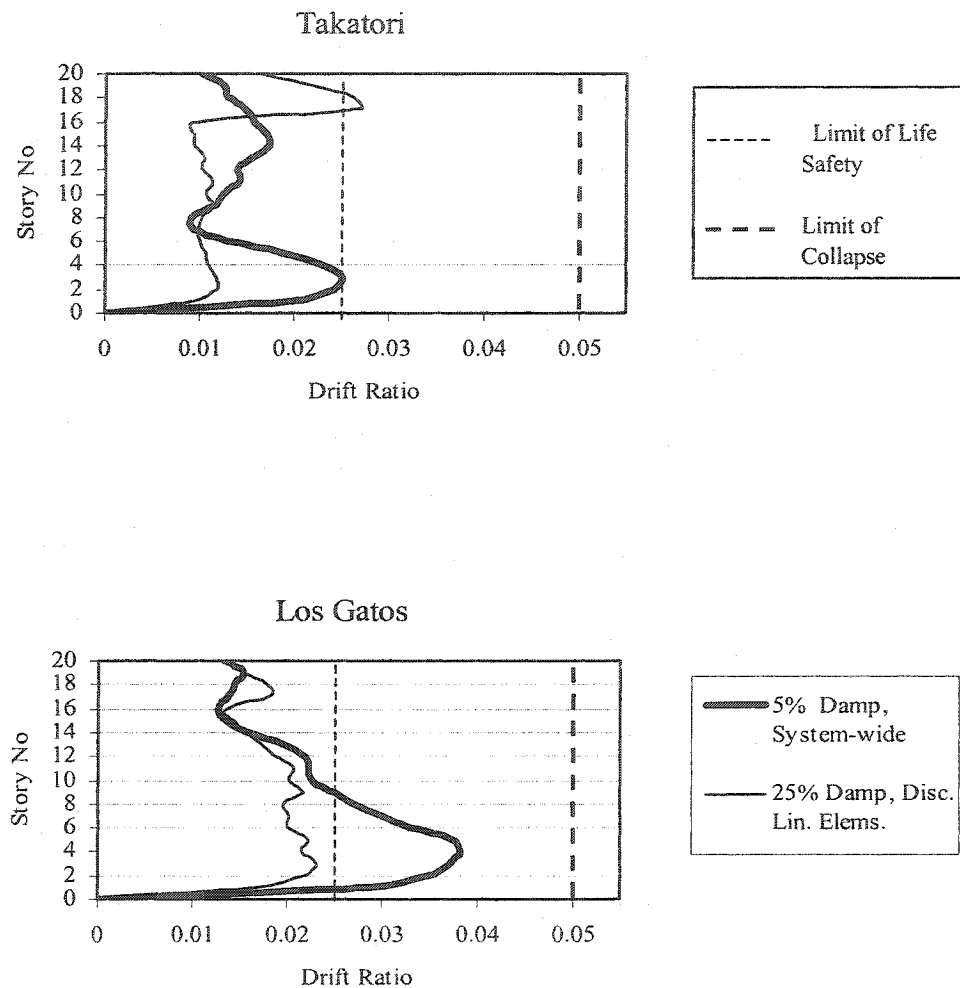 Takatori
20
18
16
14
12
10
8
6
4
2
0
Story No
0 0.01 0.02 0.03 0.04 0.05
Drift Ratio
Limit of Life
Safety
Limit of
Collapse
Los Gatos
20
18
16
14
12
10
8
6
4
2
0
Story No
0 0.01 0.02 0.03 0.04 0.05
Drift Ratio
5% Damp,
System-wide
25% Damp, Disc.
Lin. Elems.